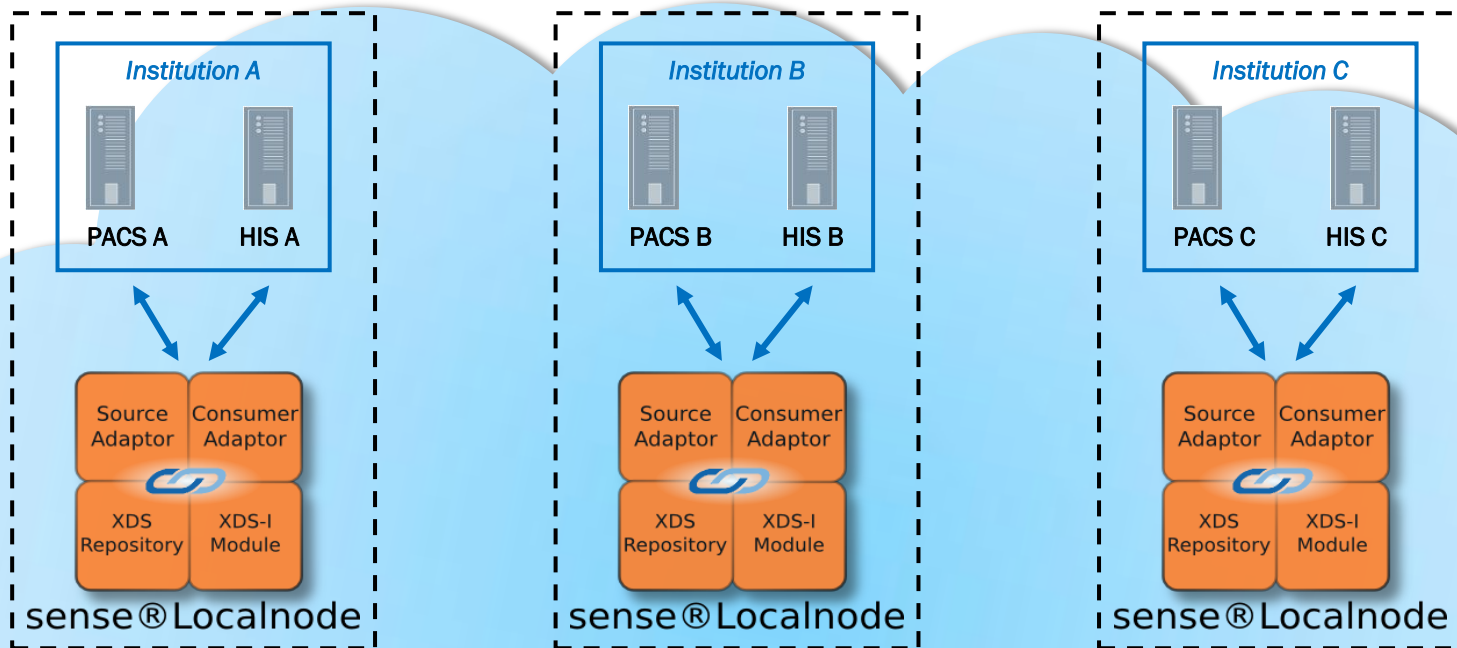 Institution A
PACS A
HIS A
Source
Adaptor
Consumer
Adaptor
XDS
Repository
XDS-I
Module
sense®Localnode
Institution B
PACS B
HIS B
Source
Adaptor
Consumer
Adaptor
XDS
Repository
XDS-I
Module
sense®Localnode
Institution C
PACS C
HIS C
Source
Adaptor
Consumer
Adaptor
XDS
Repository
XDS-I
Module
sense®Localnode